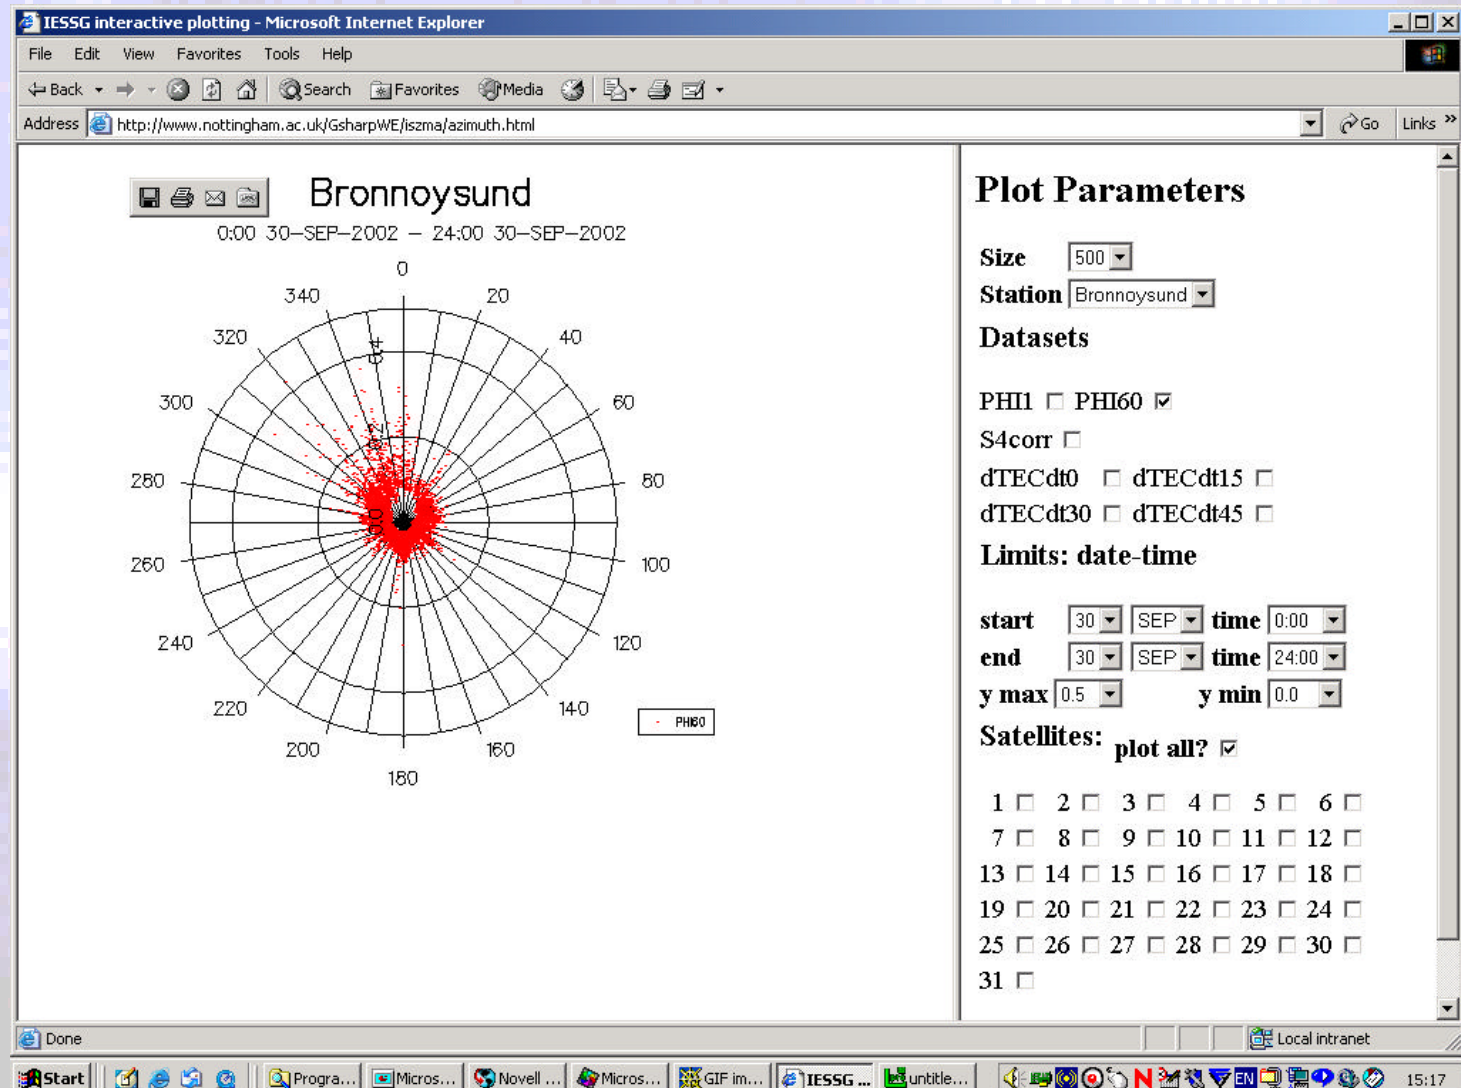 IESSG interactive plotting - Microsoft Internet Explorer
File Edit View Favorites Tools Help
Back Search Favorites Media
Address http://www.nottingham.ac.uk/GsharpWE/iszma/azimuth.html Go Links »
Bronnoysund
0:00 30-SEP-2002 - 24:00 30-SEP-2002
0
340 20
320 40
300 60
280 80
260 100
240 120
220 140
200 160
180
0.4
0.2
0.0
PHI60
Plot Parameters
Size 500
Station Bronnoysund
Datasets
PHI1 PHI60
S4corr
dTECdt0 dTECdt15
dTECdt30 dTECdt45
Limits: date-time
start 30 SEP time 0:00
end 30 SEP time 24:00
y max 0.5 y min 0.0
Satellites: plot all?
1 2 3 4 5 6
7 8 9 10 11 12
13 14 15 16 17 18
19 20 21 22 23 24
25 26 27 28 29 30
31
Done Local intranet
Start Progra... Micros... Novell ... Micros... GIF im... IESSG ... untitle... N EN 15:17